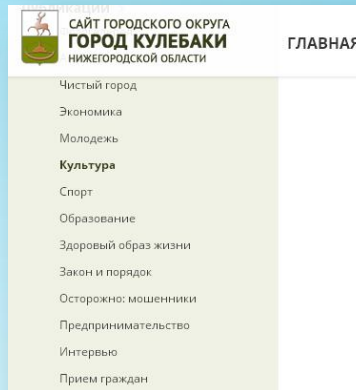 САЙТ ГОРОДСКОГО ОКРУГА
ГОРОД КУЛЕБАКИ
НИЖЕГОРОДСКОЙ ОБЛАСТИ
ГЛАВНАЯ
Чистый город
Экономика
Молодежь
Культура
Спорт
Образование
Здоровый образ жизни
Закон и порядок
Осторожно: мошенники
Предпринимательство
Интервью
Прием граждан